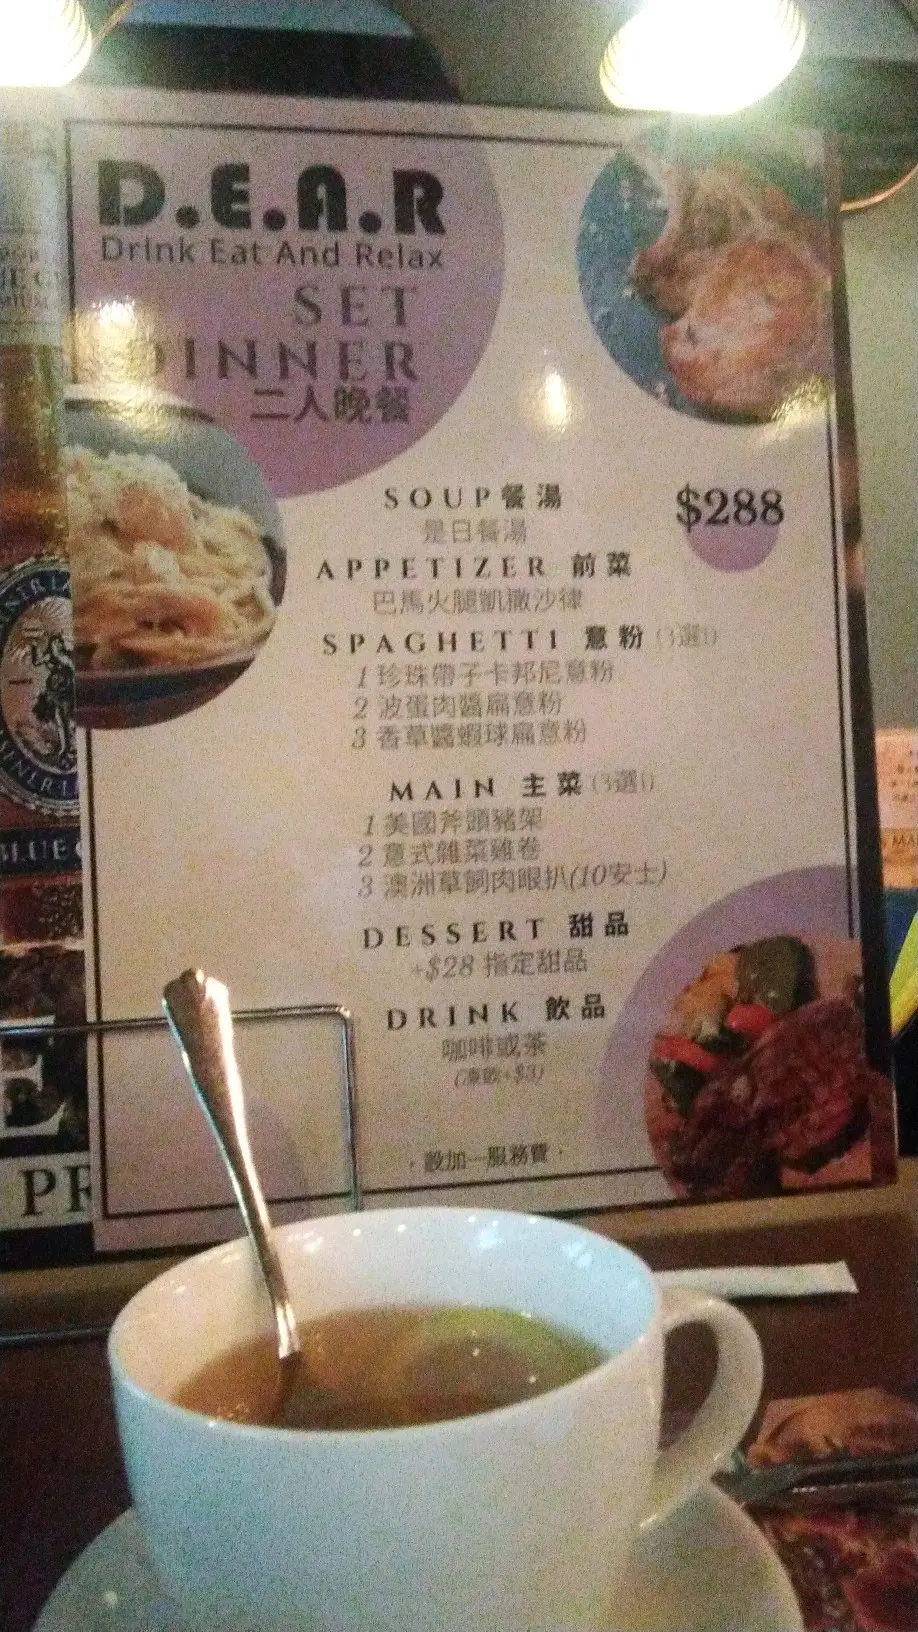 D.E.A.R
Drink Eat And Relax
SET
DINNER
二人晚餐
$288
SOUP餐湯
是日餐湯
APPETIZER 前菜
巴馬火腿凱撒沙律
SPAGHETTI 意粉 (3選1)
1 珍珠帶子卡邦尼意粉
2 波蛋肉醬扁意粉
3 香草醬蝦球扁意粉
MAIN 主菜 (3選1)
1 美國斧頭豬架
2 意式雜菜雞卷
3 澳洲草飼肉眼扒(10安士)
DESSERT 甜品
+$28 指定甜品
DRINK 飲品
咖啡或茶
(凍飲+$3)
·設加一服務費·
BLUE
E
PR